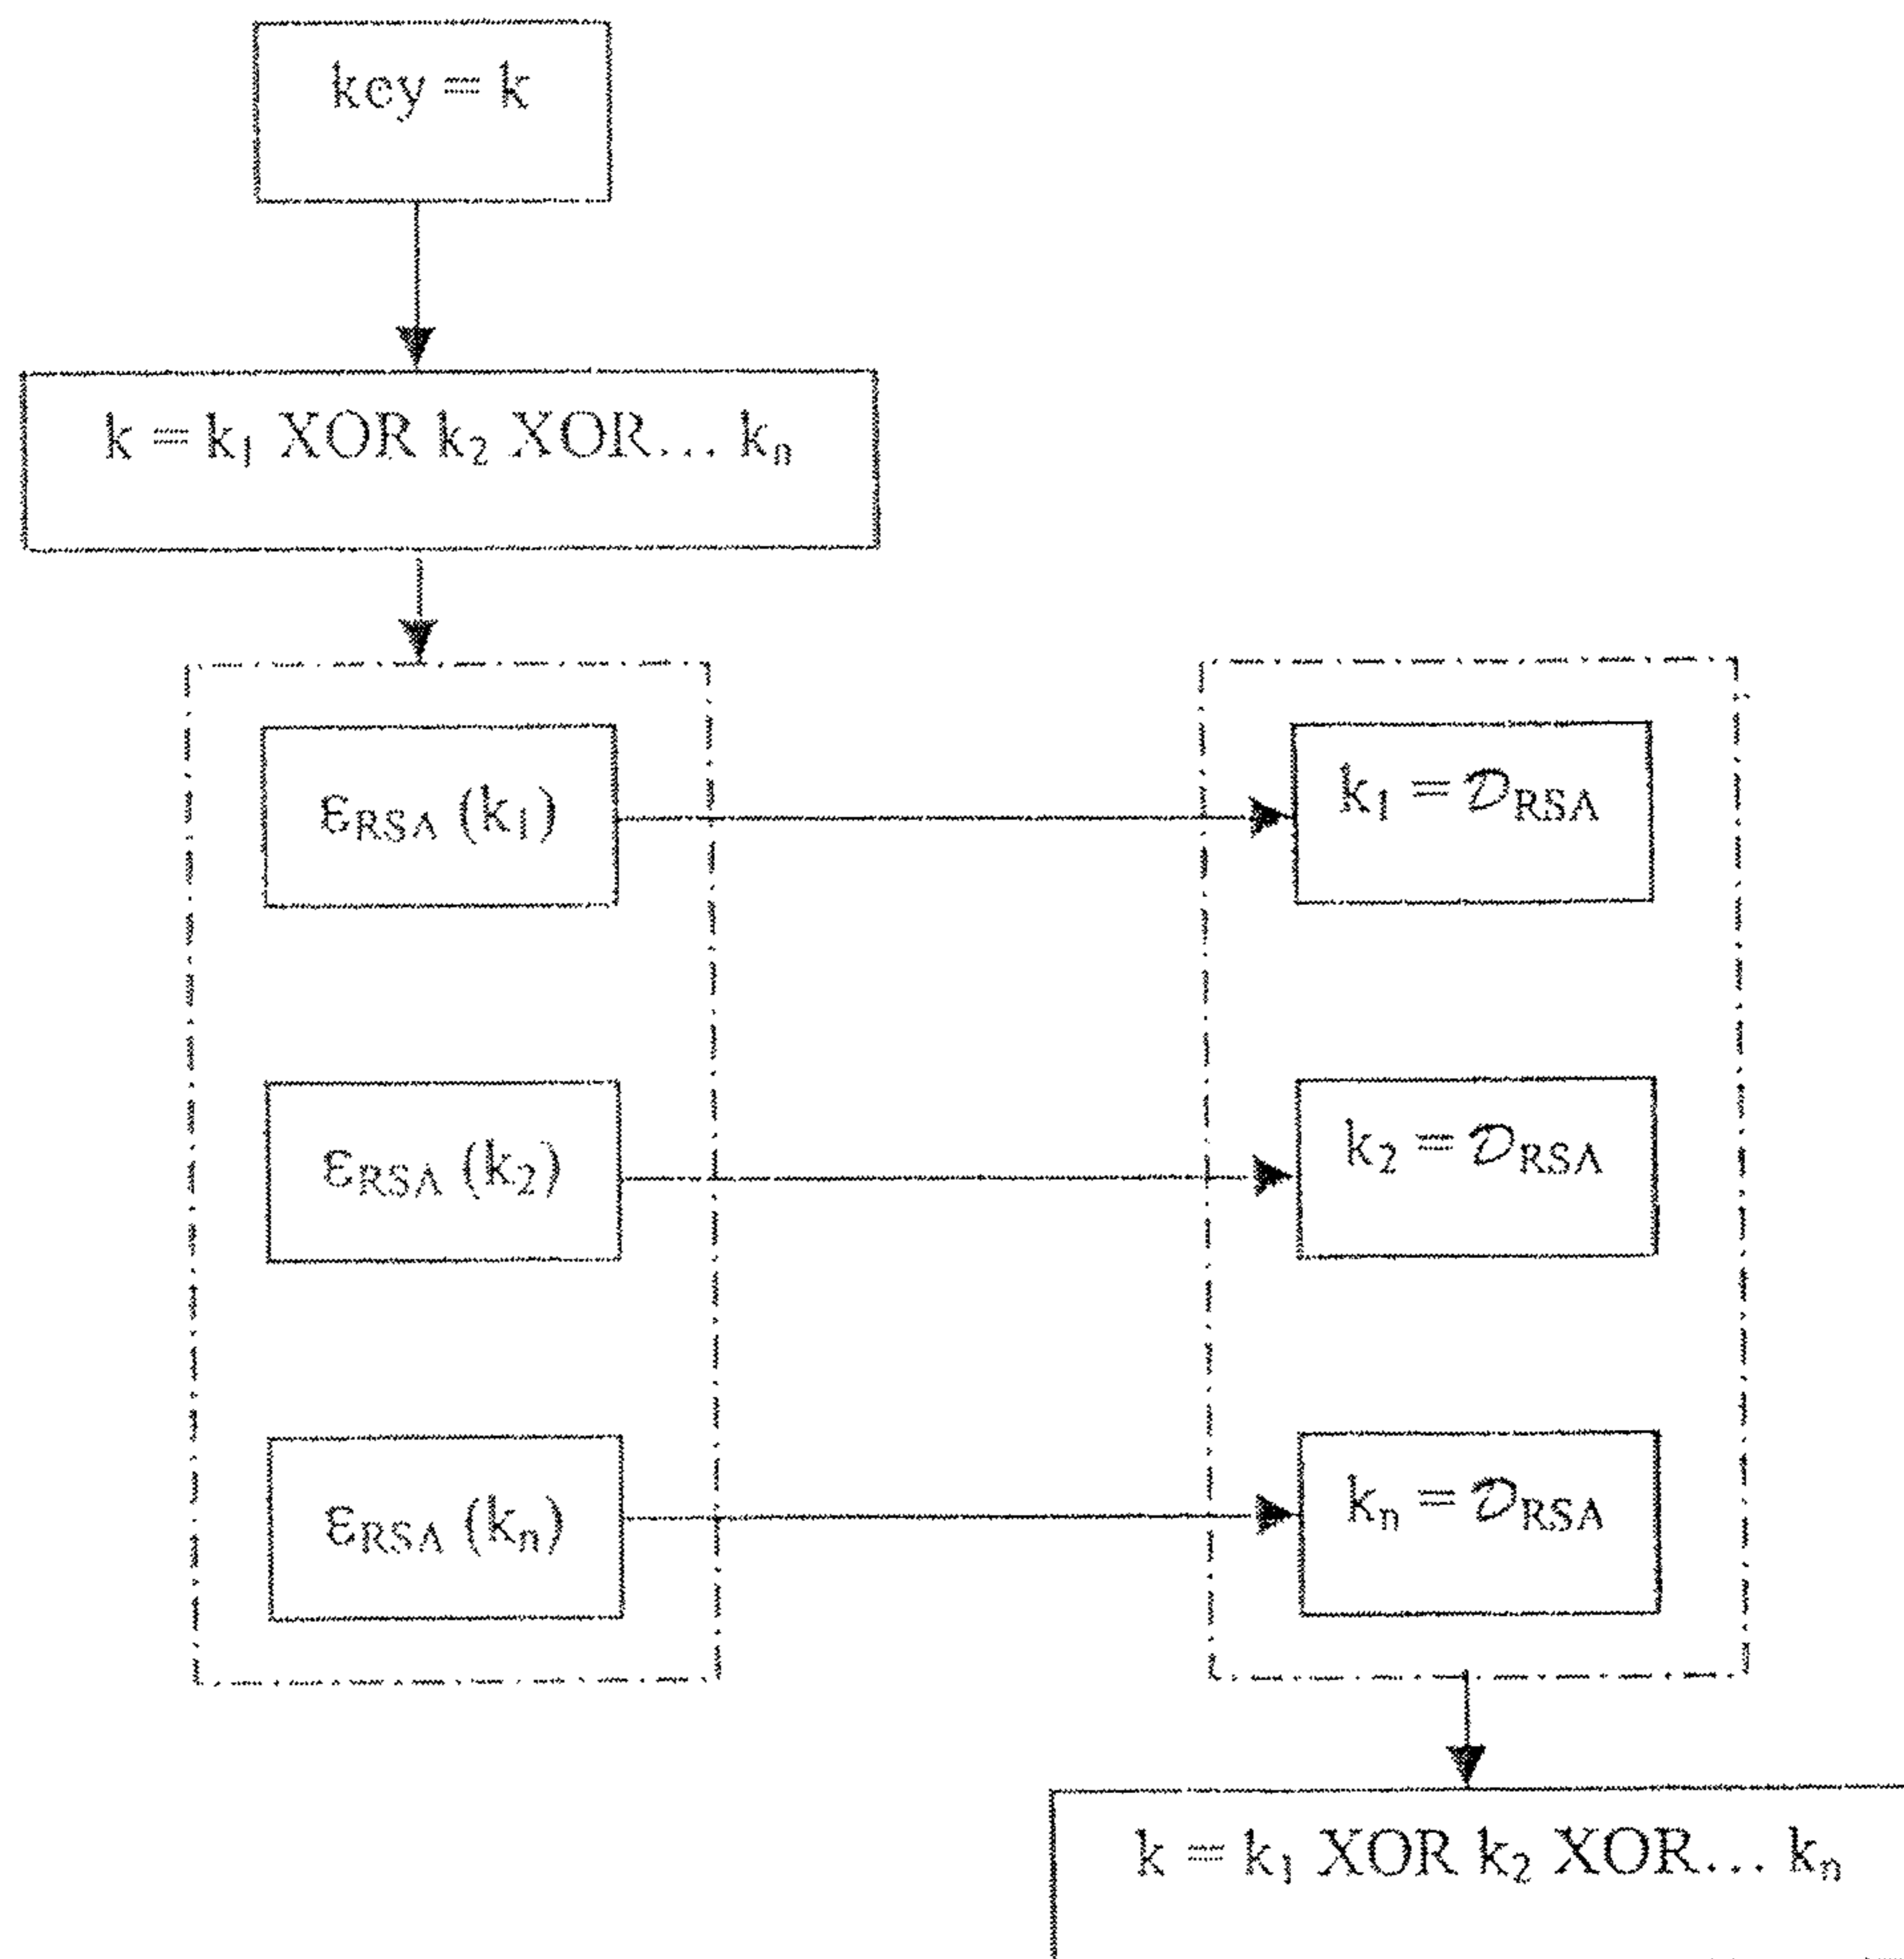 key = k
k = k₁ XOR k₂ XOR... kₙ
ε_RSA (k₁)
k₁ = 𝒟_RSA
ε_RSA (k₂)
k₂ = 𝒟_RSA
ε_RSA (kₙ)
kₙ = 𝒟_RSA
k = k₁ XOR k₂ XOR... kₙ